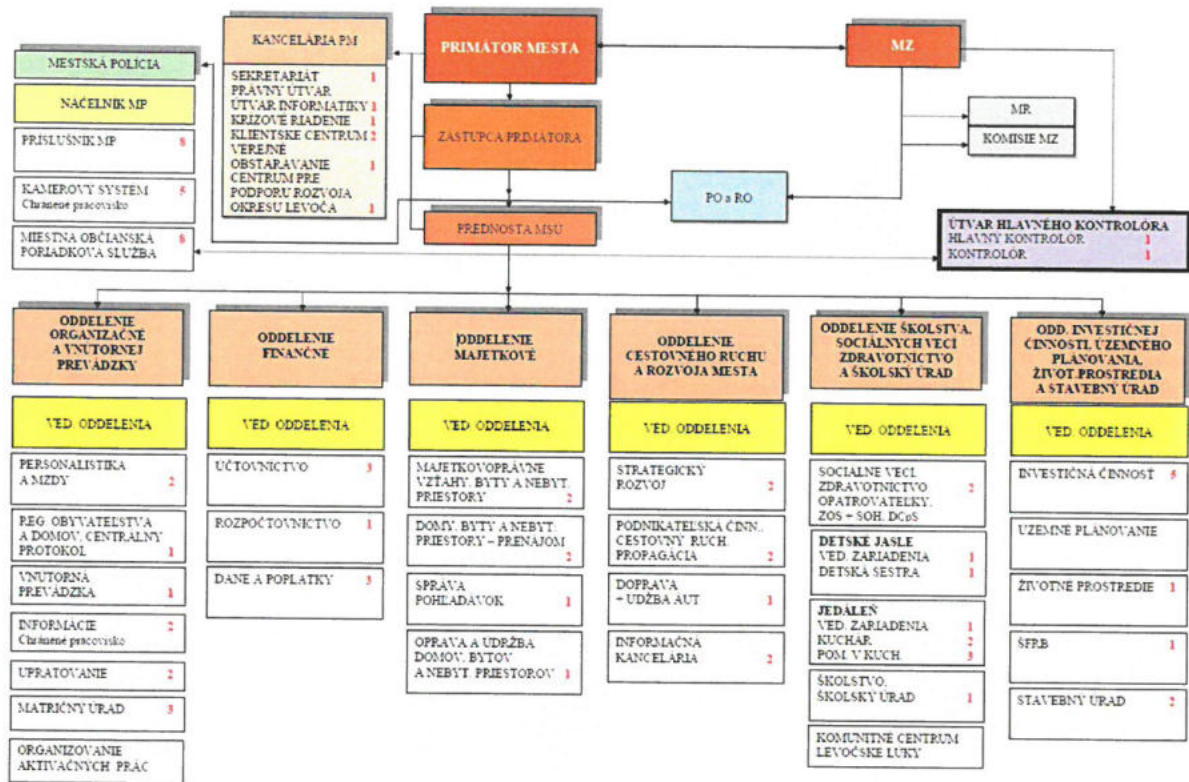 KANCELÁRIA PM
SEKRETARIÁT 1
PRÁVNY ÚTVAR
ÚTVAR INFORMATIKY 1
KRÍZOVÉ RIADENIE 1
KLIENTSKE CENTRUM 2
VEREJNÉ
OBSTARÁVANIE 1
CENTRUM PRE
PODPORU ROZVOJA
OKRESU LEVOČA 1
PRIMÁTOR MESTA
MZ
MESTSKÁ POLÍCIA
NÁČELNÍK MP
PRÍSLUŠNÍK MP 8
KAMEROVÝ SYSTÉM 5
Chránené pracovisko
MIESTNA OBČIANSKA 6
PORIADKOVÁ SLUŽBA
ZÁSTUPCA PRIMÁTORA
PREDNOSTA MSÚ
MR
KOMISIE MZ
PO a RO
ÚTVAR HLAVNÉHO KONTROLÓRA
HLAVNÝ KONTROLÓR 1
KONTROLÓR 1
ODDELENIE
ORGANIZAČNÉ
A VNÚTORNEJ
PREVÁDZKY
VED. ODDELENIA
PERSONALISTIKA
A MZDY 2
REG. OBYVATEĽSTVA
A DOMOV, CENTRÁLNY
PROTOKOL 1
VNÚTORNÁ
PREVÁDZKA 1
INFORMÁCIE 2
Chránené pracovisko
UPRATOVANIE 2
MATRIČNÝ ÚRAD 3
ORGANIZOVANIE
AKTIVAČNÝCH PRÁC
ODDELENIE
FINANČNÉ
VED. ODDELENIA
ÚČTOVNÍCTVO 3
ROZPOČTOVNÍCTVO 1
DANE A POPLATKY 3
ODDELENIE
MAJETKOVÉ
VED. ODDELENIA
MAJETKOVOPRÁVNE
VZŤAHY, BYTY A NEBYT.
PRIESTORY 2
DOMY, BYTY A NEBYT.
PRIESTORY – PRENÁJOM
2
SPRÁVA
POHĽADÁVOK 1
OPRAVA A ÚDRŽBA
DOMOV, BYTOV
A NEBYT. PRIESTOROV 1
ODDELENIE
CESTOVNÉHO RUCHU
A ROZVOJA MESTA
VED. ODDELENIA
STRATEGICKÝ
ROZVOJ 2
PODNIKATEĽSKÁ ČINN.,
CESTOVNÝ RUCH,
PROPAGÁCIA 2
DOPRAVA
+ ÚDŽBA ÁUT 1
INFORMAČNÁ
KANCELÁRIA 2
ODDELENIE ŠKOLSTVA,
SOCIÁLNYCH VECÍ
ZDRAVOTNÍCTVO
A ŠKOLSKÝ ÚRAD
VED. ODDELENIA
SOCIÁLNE VECI,
ZDRAVOTNÍCTVO 2
OPATROVATEĽKY,
ZOS + SOH, DCpS
DETSKÉ JASLE
VED. ZARIADENIA 1
DETSKÁ SESTRA 1
JEDÁLEŇ
VED. ZARIADENIA 1
KUCHÁR 2
POM. V KUCH. 3
ŠKOLSTVO,
ŠKOLSKÝ ÚRAD 1
KOMUNITNÉ CENTRUM
LEVOČSKÉ LÚKY
ODD. INVESTIČNEJ
ČINNOSTI, ÚZEMNÉHO
PLÁNOVANIA,
ŽIVOT.PROSTREDIA
A STAVEBNÝ ÚRAD
VED. ODDELENIA
INVESTIČNÁ ČINNOSŤ 5
ÚZEMNÉ PLÁNOVANIE
ŽIVOTNÉ PROSTREDIE 1
ŠFRB 1
STAVEBNÝ ÚRAD 2